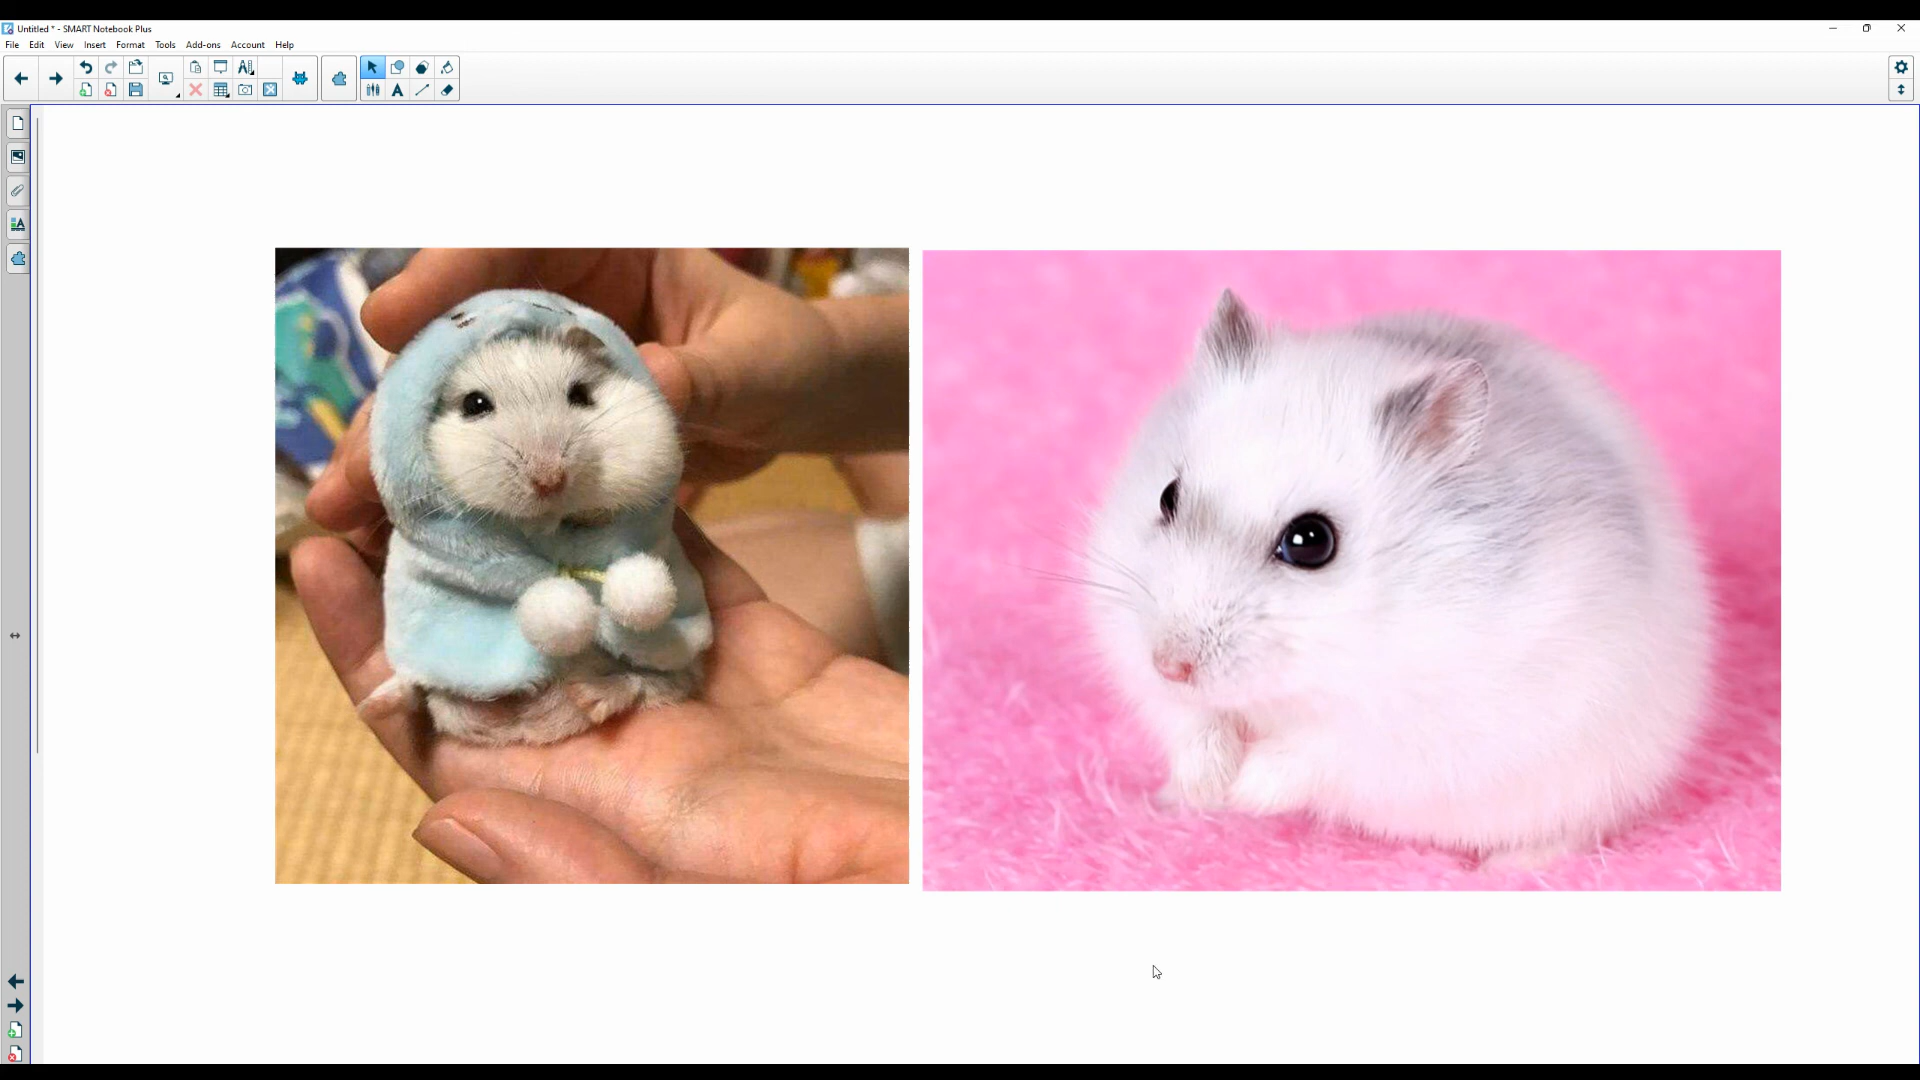 Untitled * - SMART Notebook Plus
File Edit View Insert Format Tools Add-ons Account Help